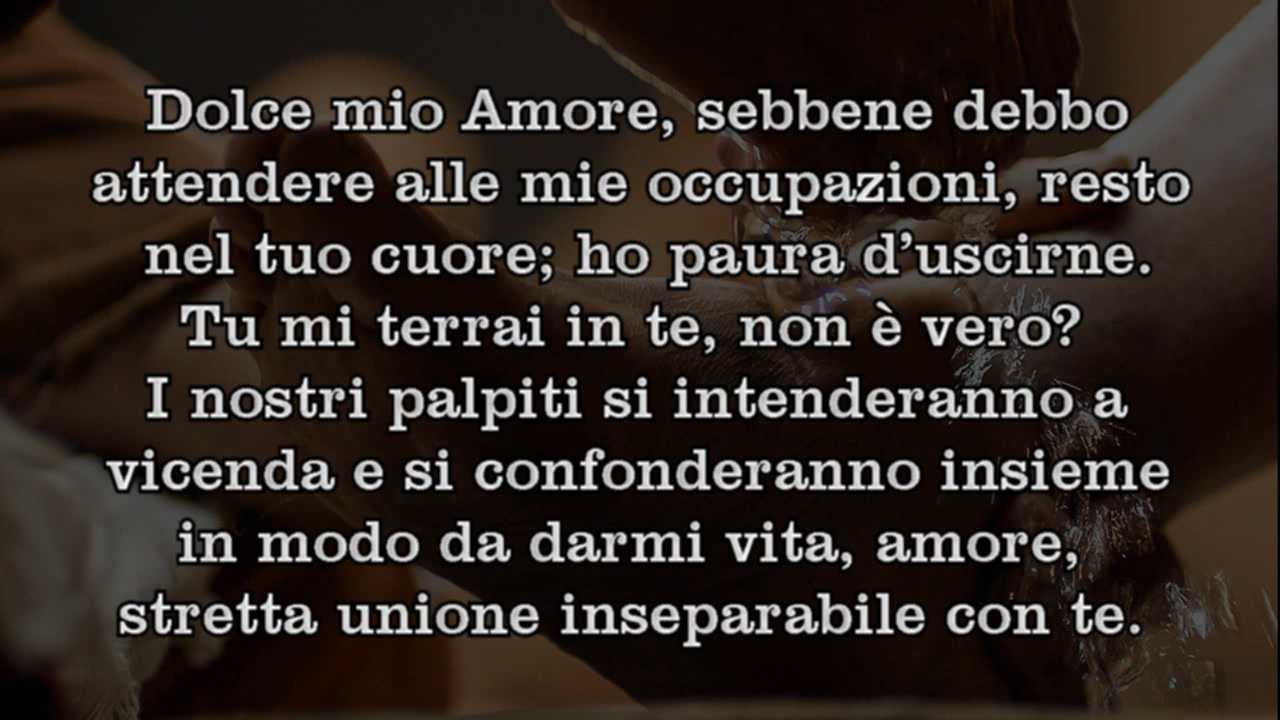 Dolce mio Amore, sebbene debbo
attendere alle mie occupazioni, resto
nel tuo cuore; ho paura d’uscirne.
Tu mi terrai in te, non è vero?
I nostri palpiti si intenderanno a
vicenda e si confonderanno insieme
in modo da darmi vita, amore,
stretta unione inseparabile con te.